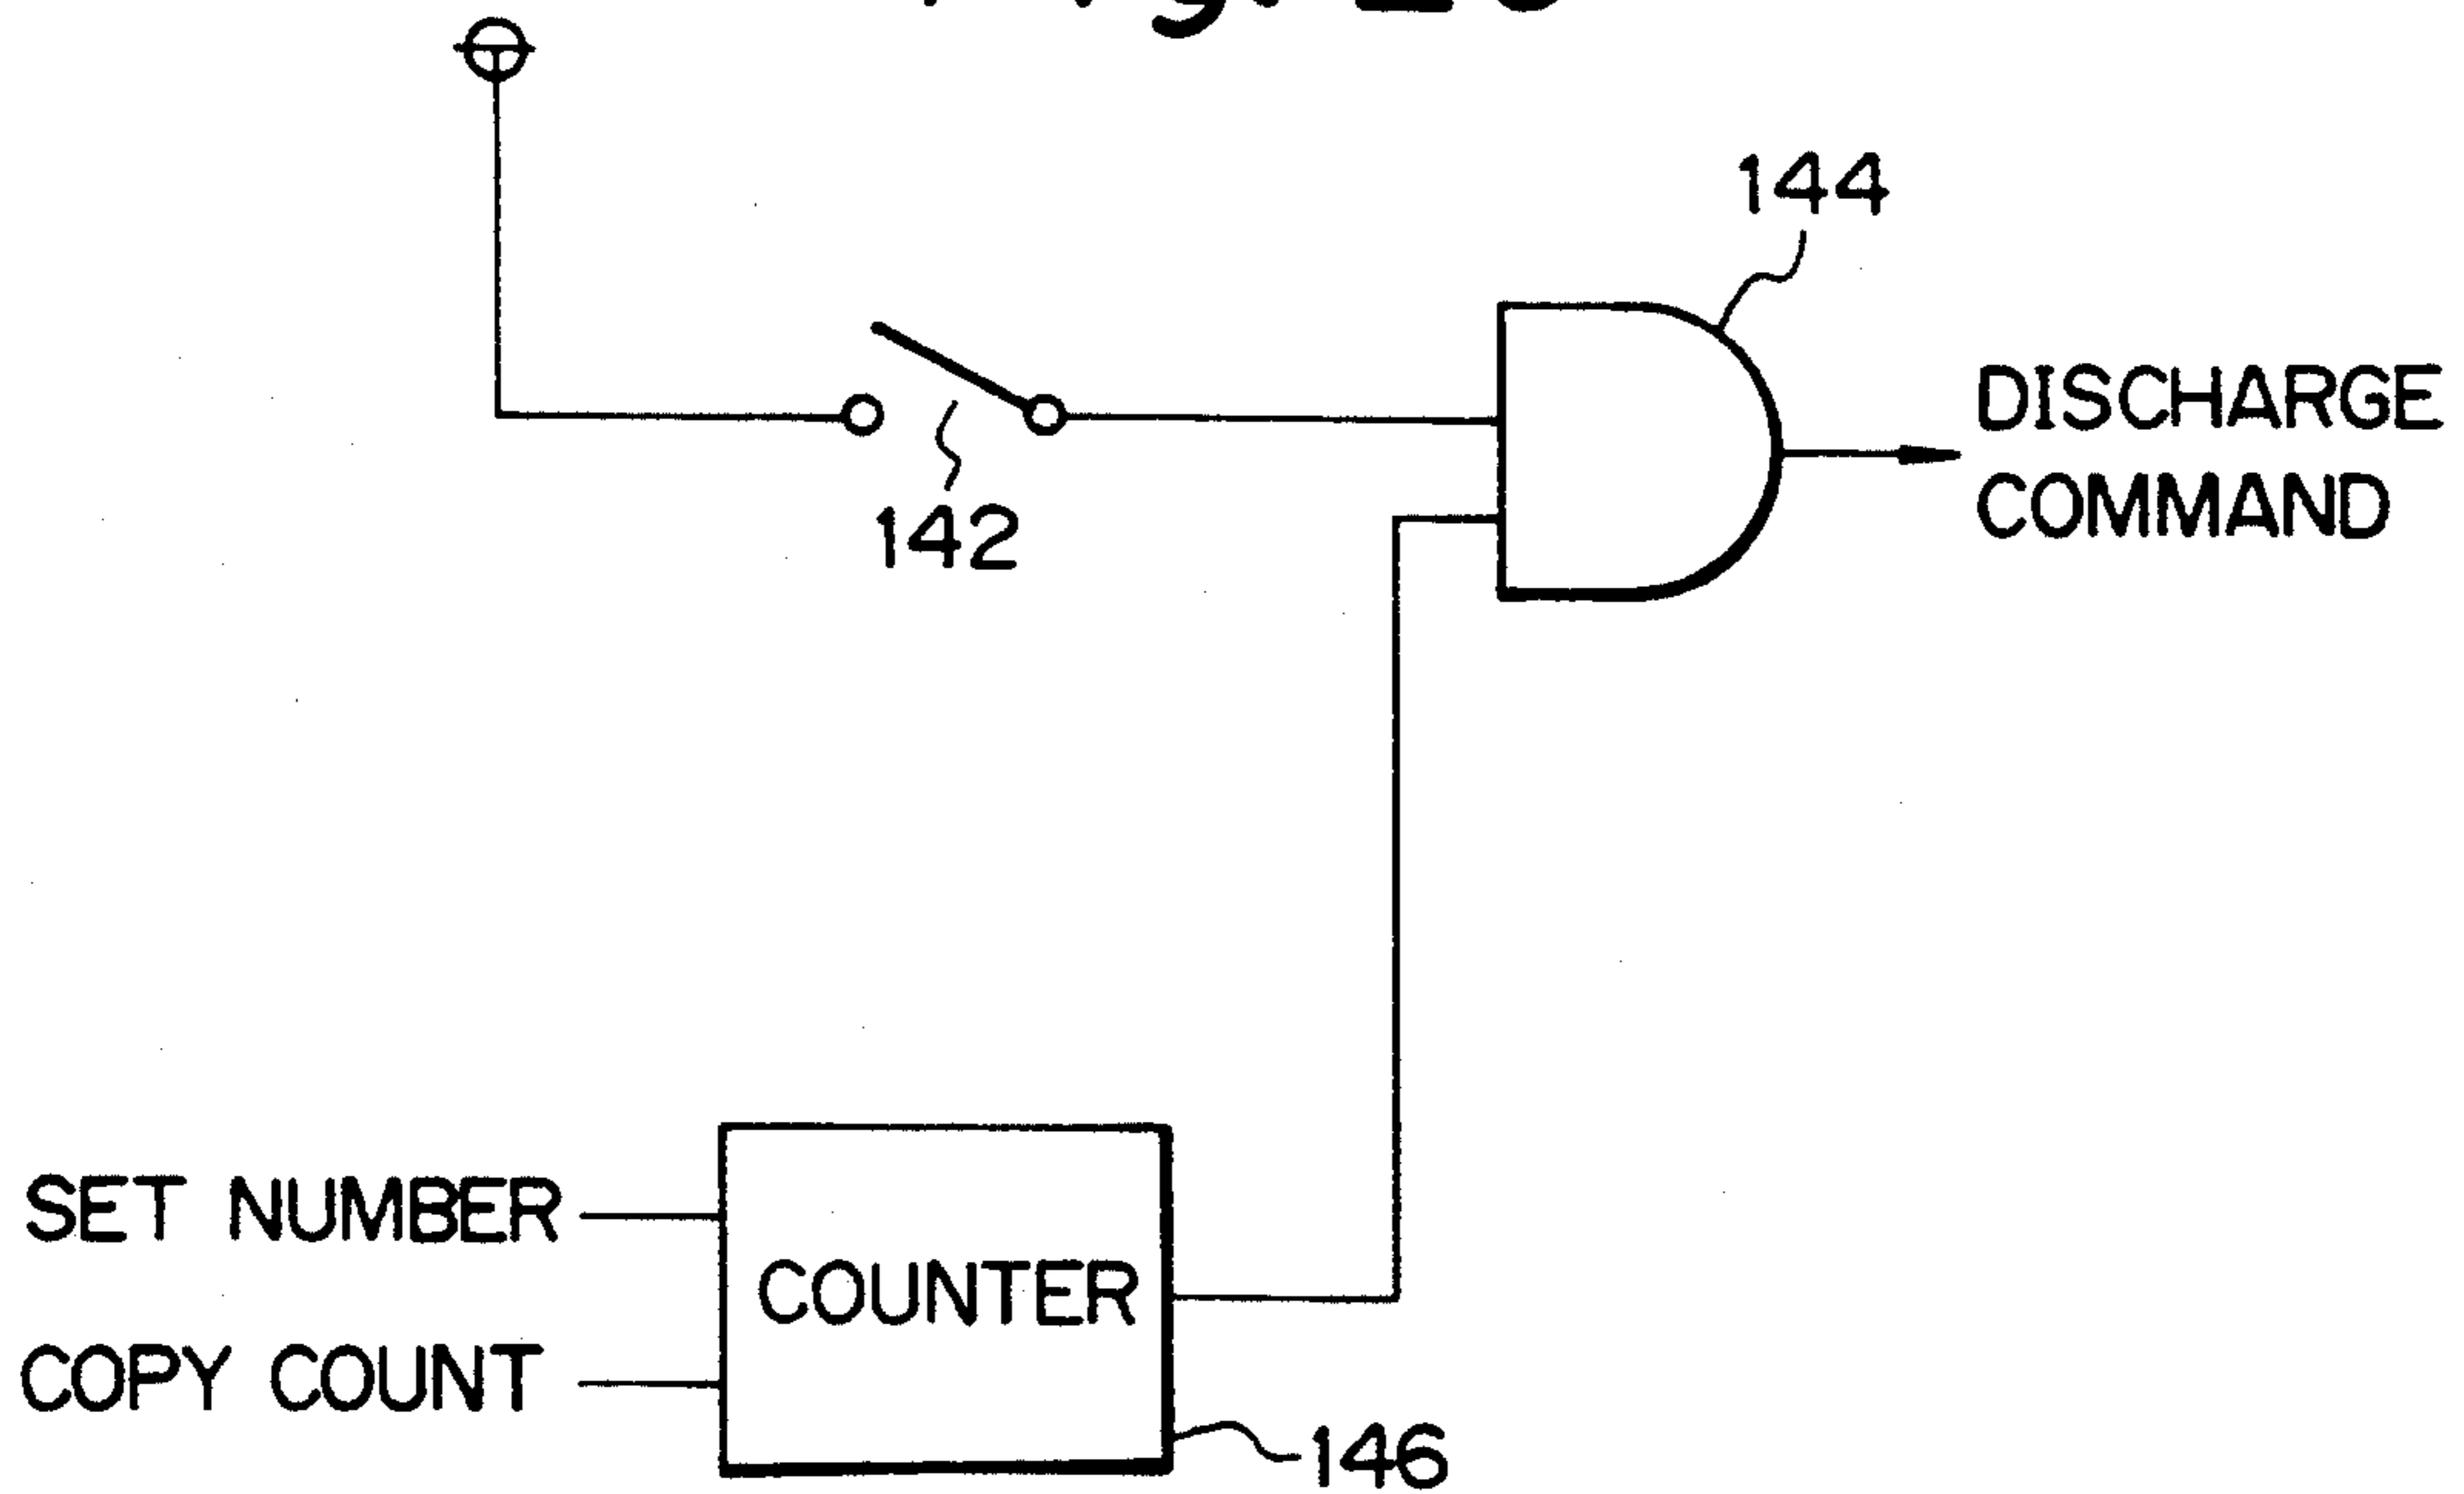 144
DISCHARGE
COMMAND
142
SET NUMBER
COUNTER
COPY COUNT
146